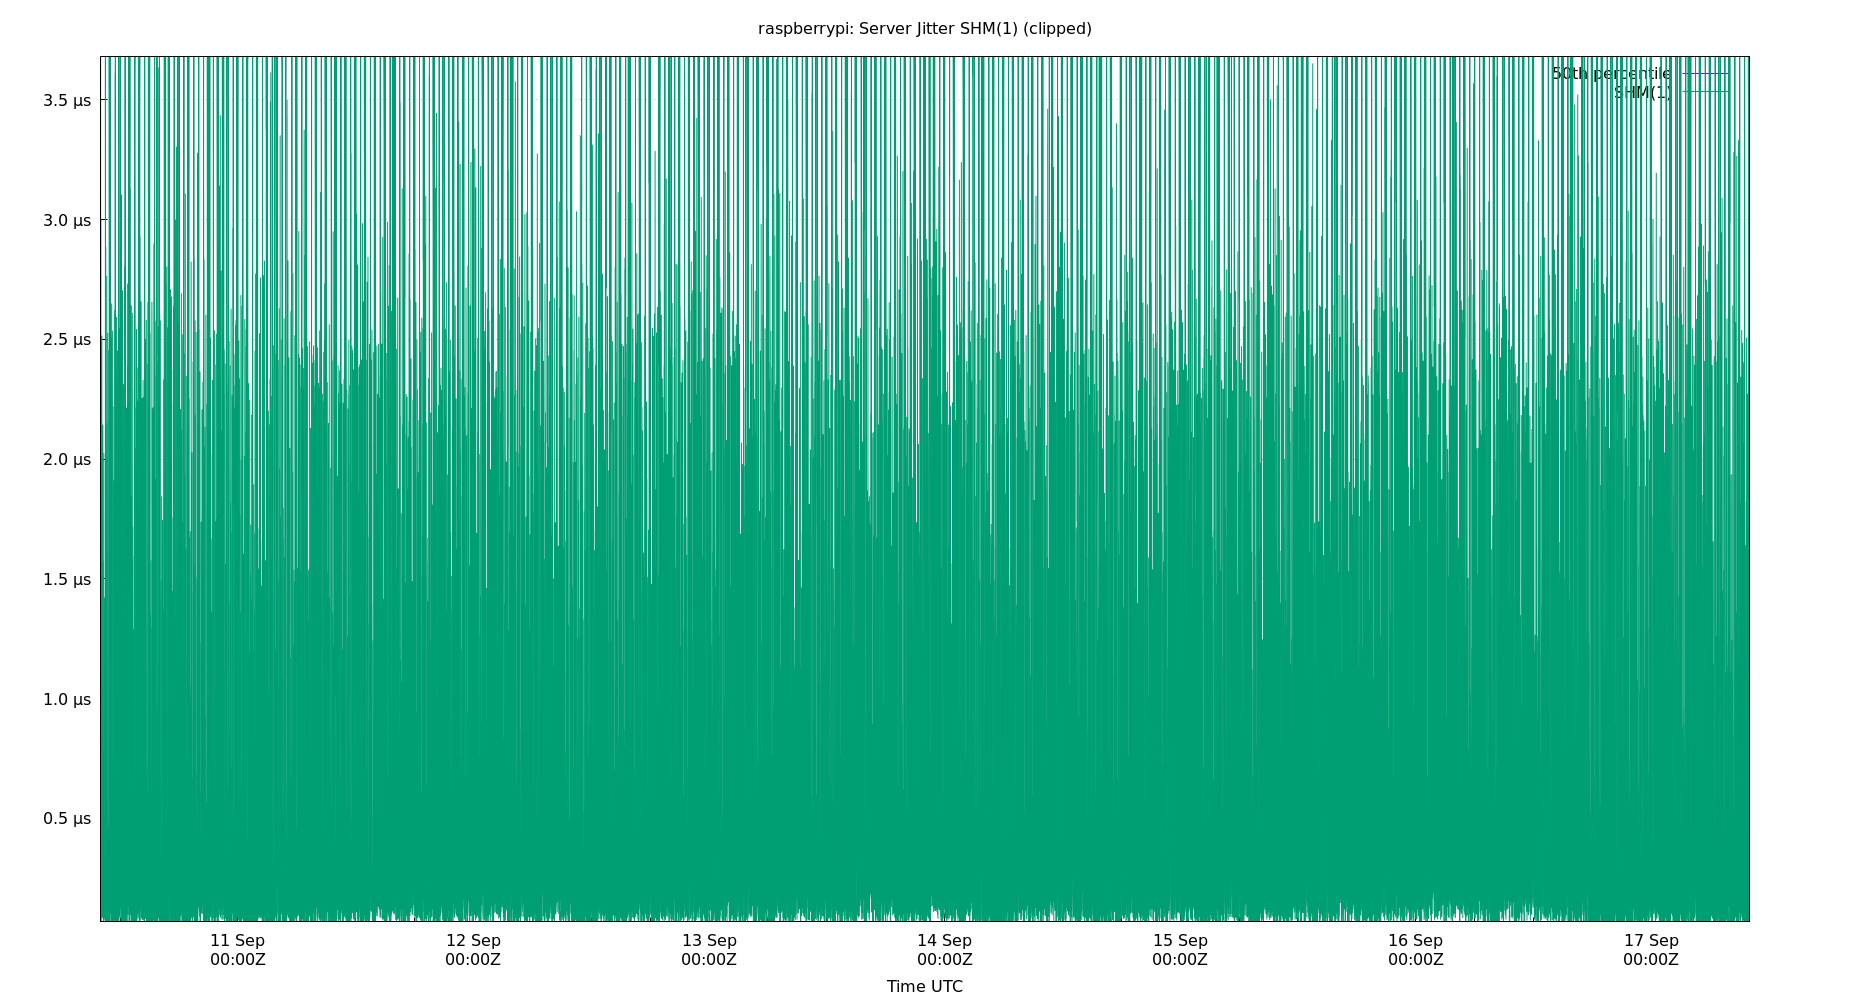 raspberrypi: Server Jitter SHM(1) (clipped)
50th percentile
SHM(1)
3.5 µs
3.0 µs
2.5 µs
2.0 µs
1.5 µs
1.0 µs
0.5 µs
11 Sep 12 Sep 13 Sep 14 Sep 15 Sep 16 Sep 17 Sep
00:00Z 00:00Z 00:00Z 00:00Z 00:00Z 00:00Z 00:00Z
Time UTC